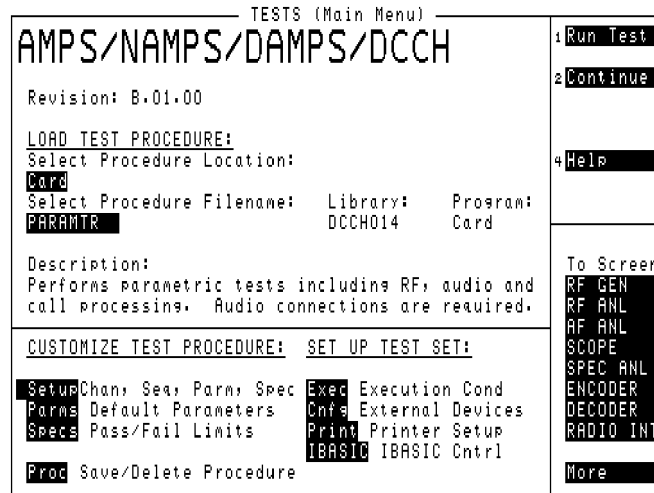 TESTS (Main Menu)
AMPS/NAMPS/DAMPS/DCCH
Revision: B.01.00
LOAD TEST PROCEDURE:
Select Procedure Location:
Card
Select Procedure Filename: Library: Program:
PARAMTR DCCH014 Card
Description:
Performs parametric tests including RF, audio and
call processing. Audio connections are required.
CUSTOMIZE TEST PROCEDURE: SET UP TEST SET:
Setup Chan, Seq, Parm, Spec Exec Execution Cond
Parms Default Parameters Cnfg External Devices
Specs Pass/Fail Limits Print Printer Setup
IBASIC IBASIC Cntrl
Proc Save/Delete Procedure
1 Run Test
2 Continue
4 Help
To Screen
RF GEN
RF ANL
AF ANL
SCOPE
SPEC ANL
ENCODER
DECODER
RADIO INT
More